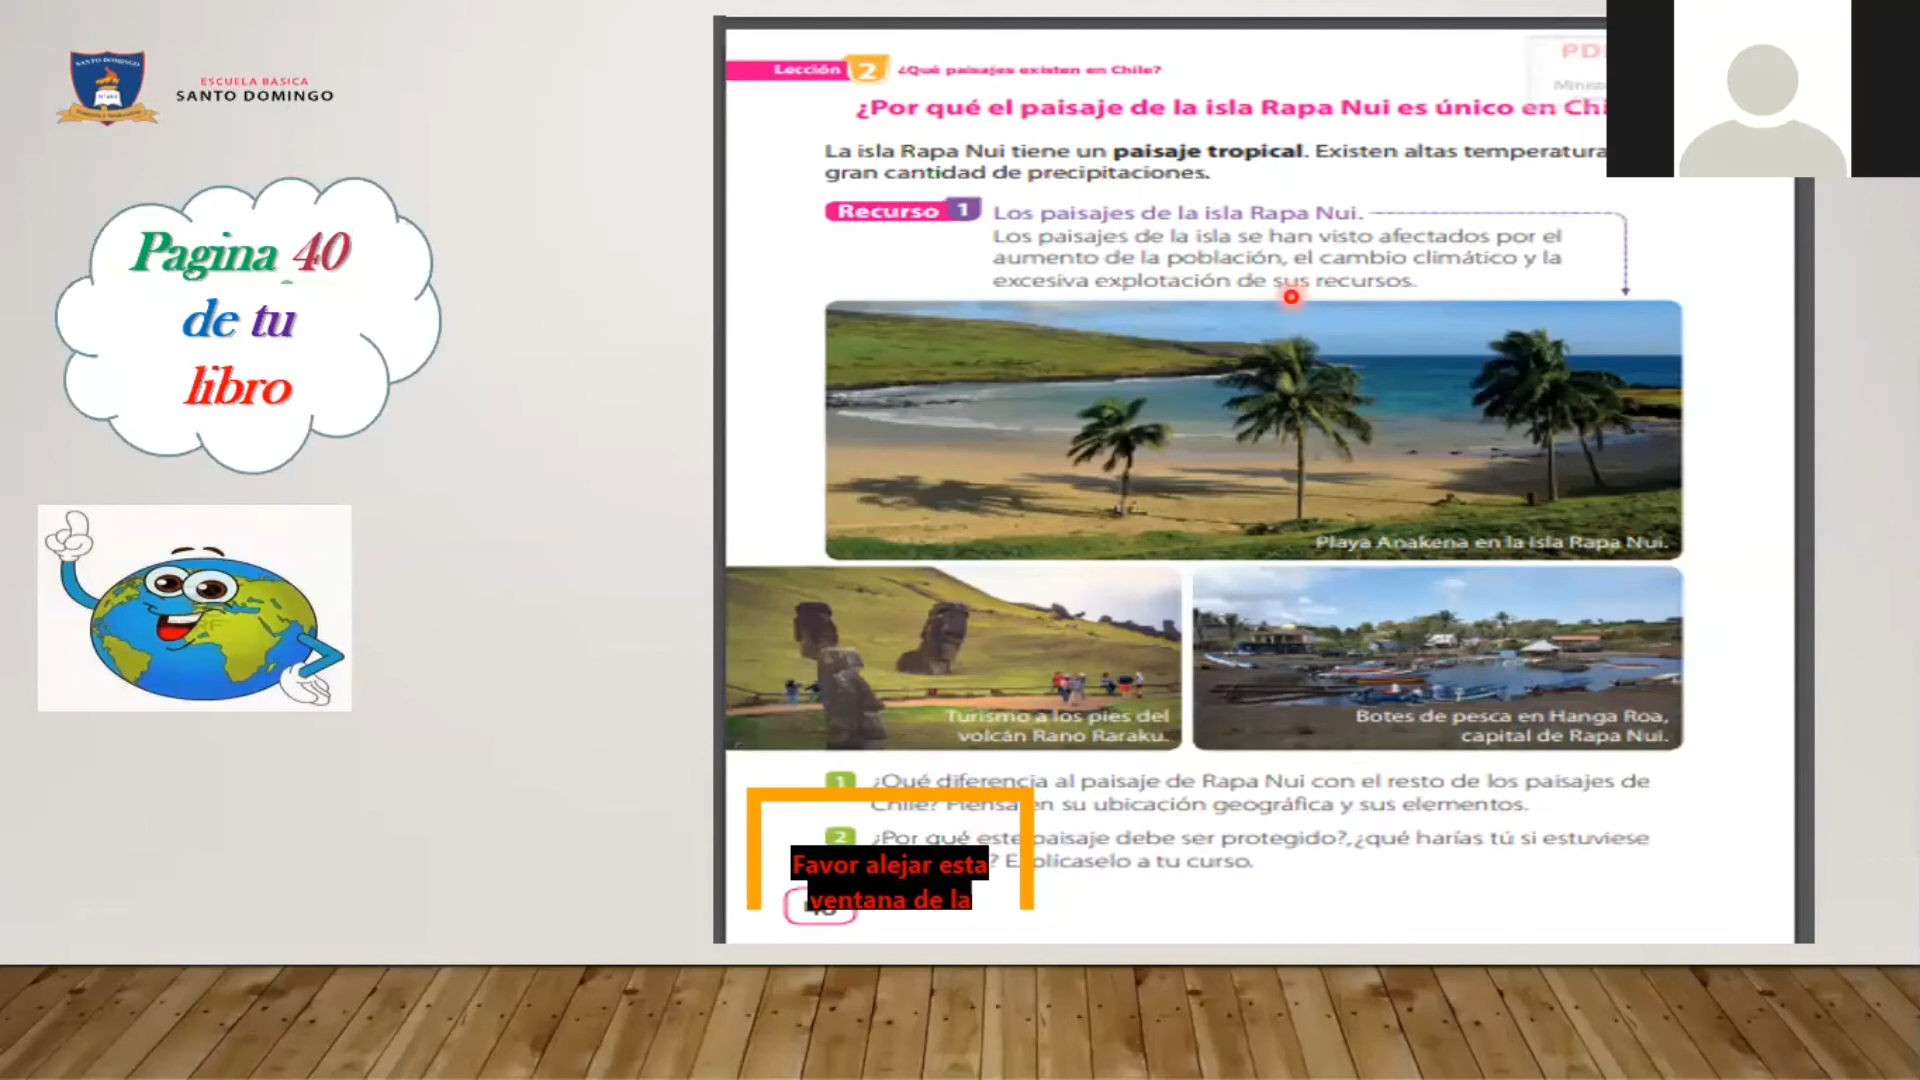 SANTO DOMINGO
ESCUELA BÁSICA
SANTO DOMINGO
Pagina 40
de tu
libro
Lección 2 ¿Qué paisajes existen en Chile?
¿Por qué el paisaje de la isla Rapa Nui es único en Chi
La isla Rapa Nui tiene un paisaje tropical. Existen altas temperatura
gran cantidad de precipitaciones.
Recurso 1 Los paisajes de la isla Rapa Nui.
Los paisajes de la isla se han visto afectados por el
aumento de la población, el cambio climático y la
excesiva explotación de sus recursos.
Playa Anakena en la isla Rapa Nui.
Turismo a los pies del
volcán Rano Raraku.
Botes de pesca en Hanga Roa,
capital de Rapa Nui.
1 ¿Qué diferencia al paisaje de Rapa Nui con el resto de los paisajes de
Chile? Piensa en su ubicación geográfica y sus elementos.
2 ¿Por qué este paisaje debe ser protegido?,¿qué harías tú si estuviese
? Explícaselo a tu curso.
Favor alejar esta
ventana de la